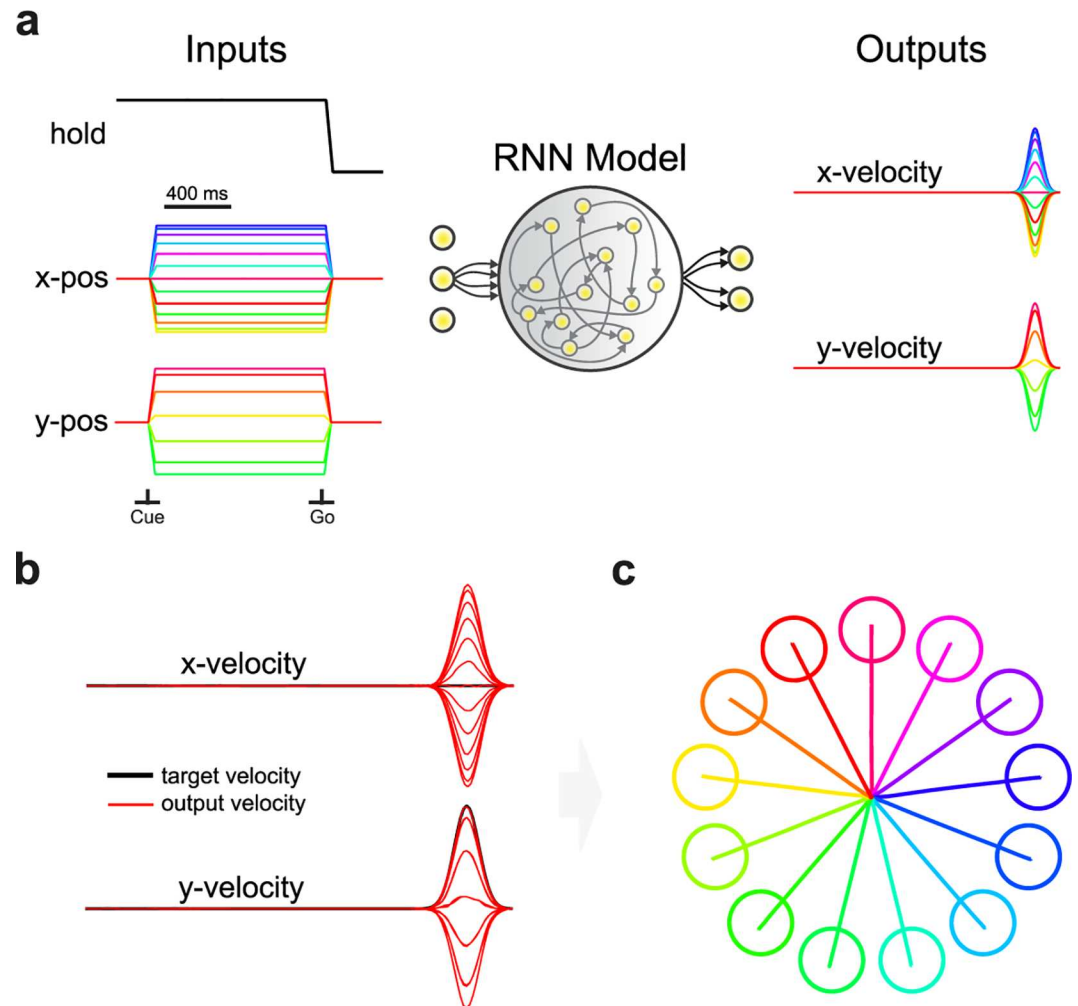 a
Inputs
Outputs
hold
RNN Model
400 ms
x-velocity
x-pos
y-velocity
y-pos
Cue
Go
b
c
x-velocity
target velocity
output velocity
y-velocity